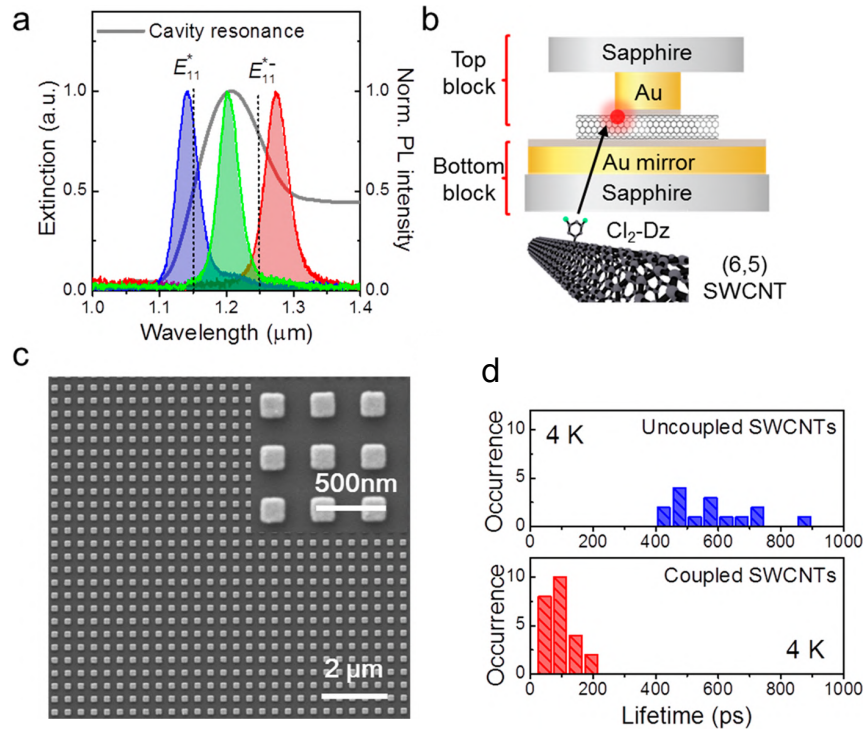 a
Cavity resonance
E*11
E*-11
1.0
0.5
0.0
1.0
0.5
0.0
Extinction (a.u.)
Norm. PL intensity
1.0 1.1 1.2 1.3 1.4
Wavelength (μm)
b
Top
block
Sapphire
Au
Bottom
block
Au mirror
Sapphire
Cl2-Dz
(6,5)
SWCNT
c
500nm
2 μm
d
4 K
Uncoupled SWCNTs
10
5
0
Occurrence
0 200 400 600 800 1000
Coupled SWCNTs
10
5
0
Occurrence
4 K
0 200 400 600 800 1000
Lifetime (ps)